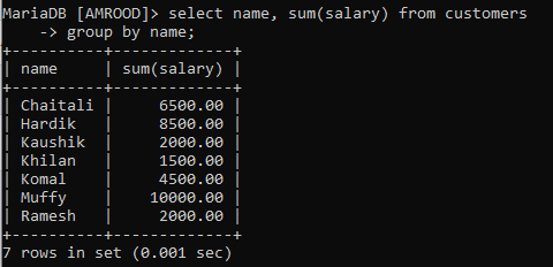 MariaDB [AMROOD]> select name, sum(salary) from customers
    -> group by name;
+----------+-------------+
| name     | sum(salary) |
+----------+-------------+
| Chaitali |     6500.00 |
| Hardik   |     8500.00 |
| Kaushik  |     2000.00 |
| Khilan   |     1500.00 |
| Komal    |     4500.00 |
| Muffy    |    10000.00 |
| Ramesh   |     2000.00 |
+----------+-------------+
7 rows in set (0.001 sec)